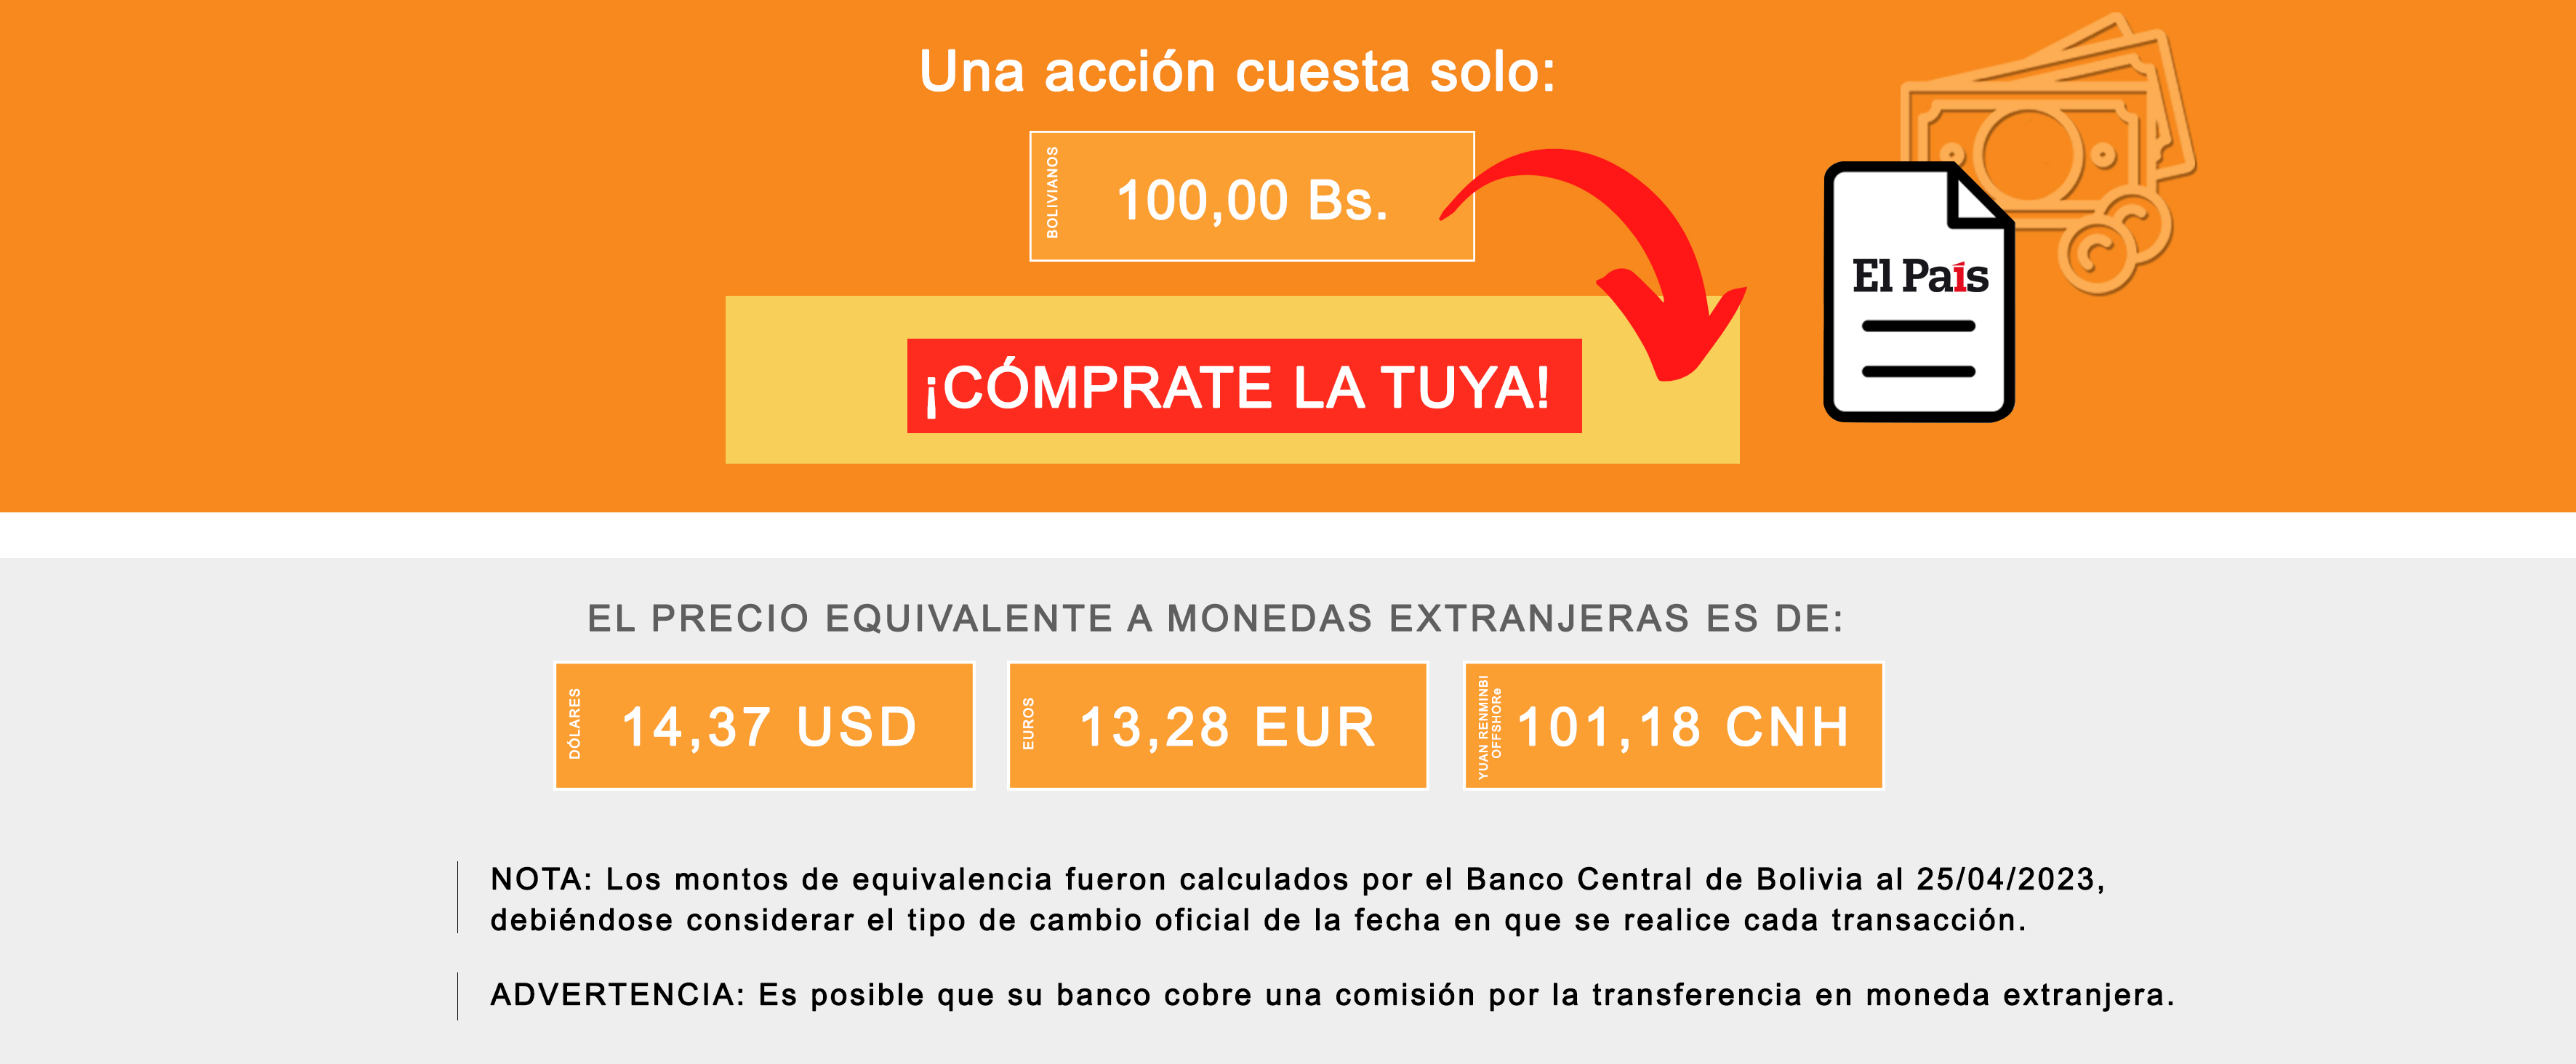 Una acción cuesta solo:
BOLIVIANOS
100,00 Bs.
¡CÓMPRATE LA TUYA!
El País
EL PRECIO EQUIVALENTE A MONEDAS EXTRANJERAS ES DE:
DÓLARES
14,37 USD
EUROS
13,28 EUR
YUAN RENMINBI
OFFSHORe
101,18 CNH
NOTA: Los montos de equivalencia fueron calculados por el Banco Central de Bolivia al 25/04/2023,
debiéndose considerar el tipo de cambio oficial de la fecha en que se realice cada transacción.
ADVERTENCIA: Es posible que su banco cobre una comisión por la transferencia en moneda extranjera.